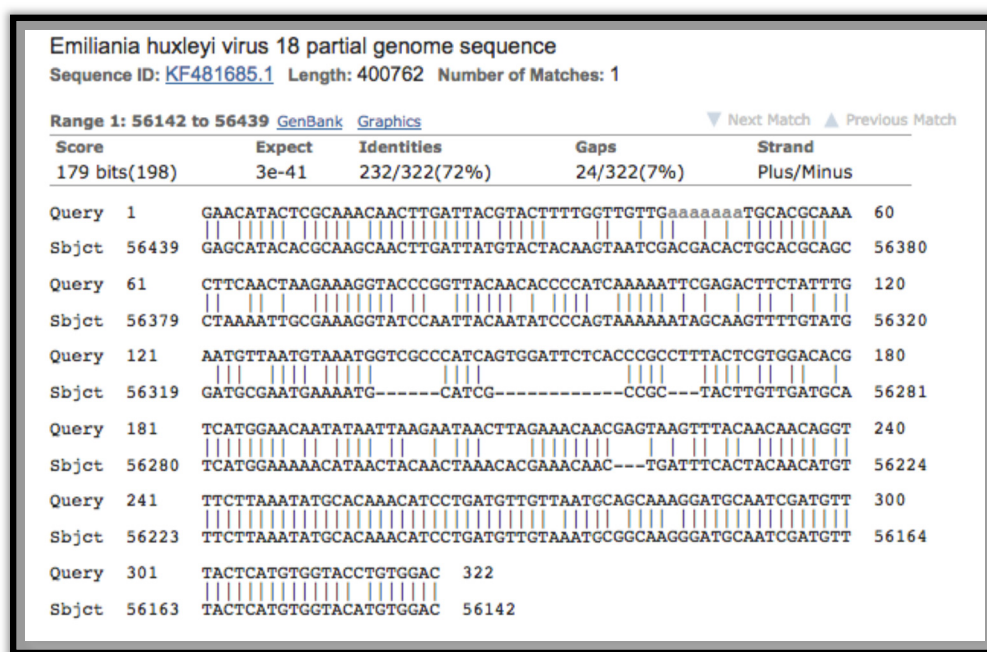 Emiliania huxleyi virus 18 partial genome sequence
Sequence ID: KF481685.1 Length: 400762 Number of Matches: 1
Range 1: 56142 to 56439 GenBank Graphics ▼ Next Match ▲ Previous Match
Score Expect Identities Gaps Strand
179 bits(198) 3e-41 232/322(72%) 24/322(7%) Plus/Minus
Query 1 GAACATACTCGCAAACAACTTGATTACGTACTTTTGGTTGTTGaaaaaaaTGCACGCAAA 60
Sbjct 56439 GAGCATACACGCAAGCAACTTGATTATGTACTACAAGTAATCGACGACACTGCACGCAGC 56380
Query 61 CTTCAACTAAGAAAGGTACCCGGTTACAACACCCCATCAAAAATTCGAGACTTCTATTTG 120
Sbjct 56379 CTAAAATTGCGAAAGGTATCCAATTACAATATCCCAGTAAAAAATAGCAAGTTTTGTATG 56320
Query 121 AATGTTAATGTAAATGGTCGCCCATCAGTGGATTCTCACCCGCCTTTACTCGTGGACACG 180
Sbjct 56319 GATGCGAATGAAAATG------CATCG------------CCGC---TACTTGTTGATGCA 56281
Query 181 TCATGGAACAATATAATTAAGAATAACTTAGAAACAACGAGTAAGTTTACAACAACAGGT 240
Sbjct 56280 TCATGGAAAAACATAACTACAACTAAACACGAAACAAC---TGATTTCACTACAACATGT 56224
Query 241 TTCTTAAATATGCACAAACATCCTGATGTTGTTAATGCAGCAAAGGATGCAATCGATGTT 300
Sbjct 56223 TTCTTAAATATGCACAAACATCCTGATGTTGTAAATGCGGCAAGGGATGCAATCGATGTT 56164
Query 301 TACTCATGTGGTACCTGTGGAC 322
Sbjct 56163 TACTCATGTGGTACATGTGGAC 56142